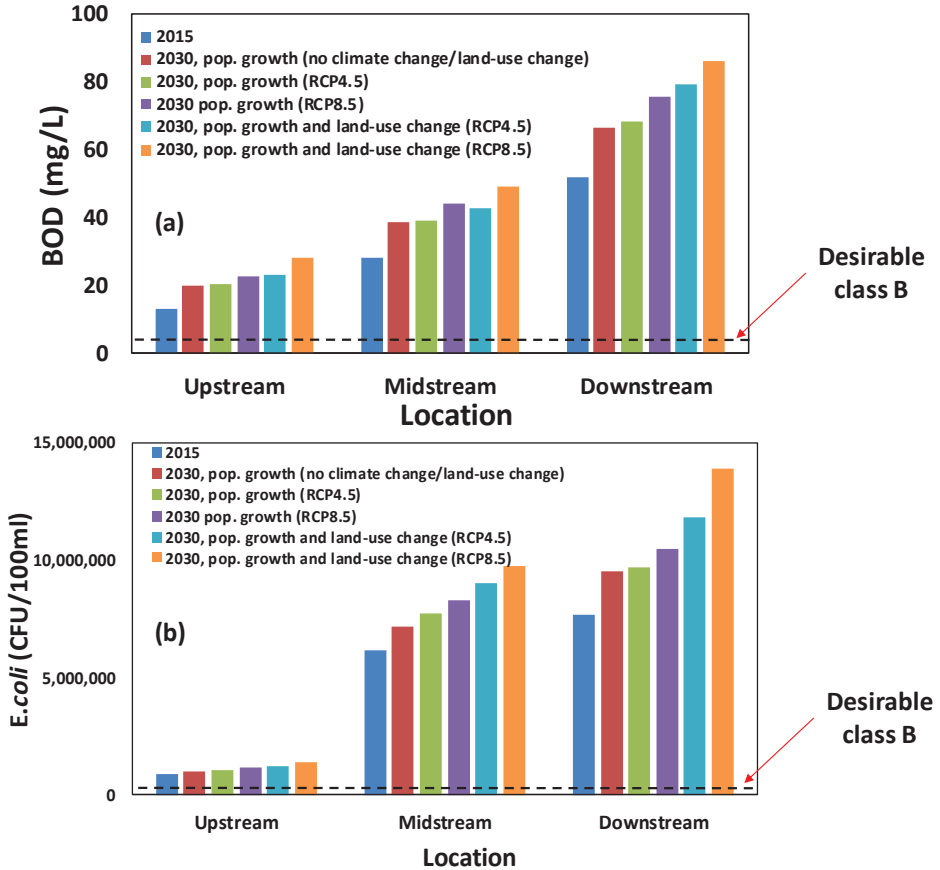 100
80
60
40
20
0
BOD (mg/L)
2015
2030, pop. growth (no climate change/land-use change)
2030, pop. growth (RCP4.5)
2030 pop. growth (RCP8.5)
2030, pop. growth and land-use change (RCP4.5)
2030, pop. growth and land-use change (RCP8.5)
(a)
Desirable
class B
Upstream
Midstream
Downstream
Location
15,000,000
10,000,000
5,000,000
0
E.coli (CFU/100ml)
2015
2030, pop. growth (no climate change/land-use change)
2030, pop. growth (RCP4.5)
2030 pop. growth (RCP8.5)
2030, pop. growth and land-use change (RCP4.5)
2030, pop. growth and land-use change (RCP8.5)
(b)
Desirable
class B
Upstream
Midstream
Downstream
Location